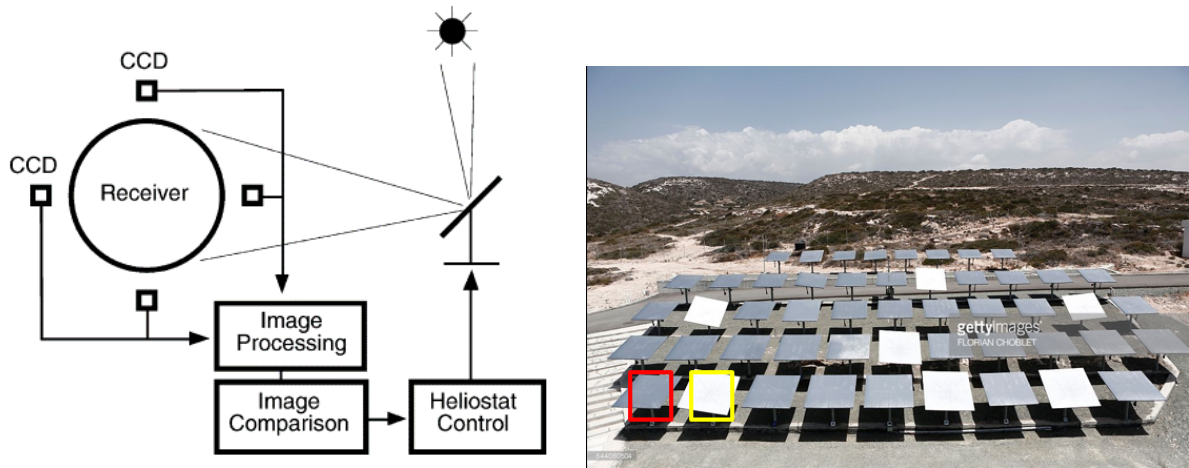 CCD
CCD
Receiver
Image
Processing
Image
Comparison
Heliostat
Control
gettyimages
FLORIAN CHOBLET